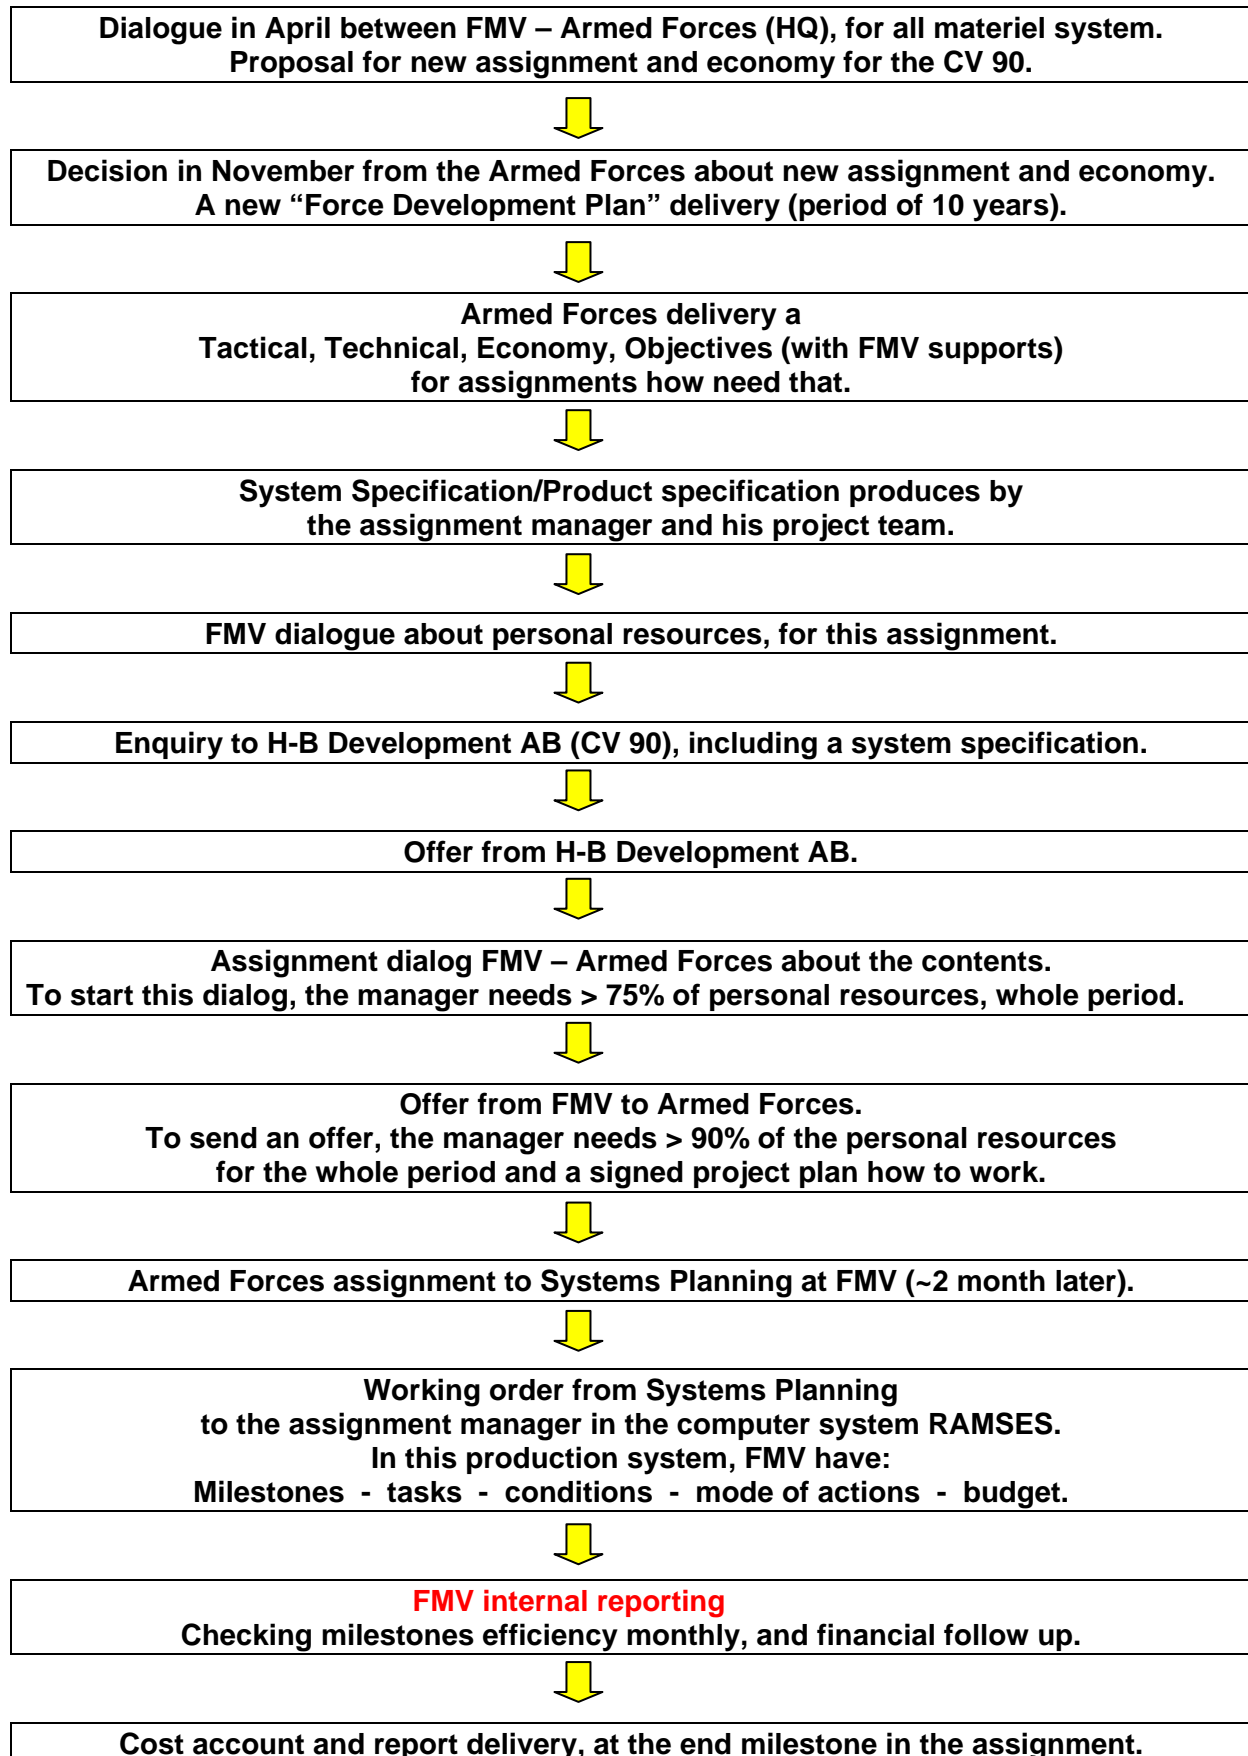 Dialogue in April between FMV – Armed Forces (HQ), for all materiel system.
Proposal for new assignment and economy for the CV 90.
Decision in November from the Armed Forces about new assignment and economy.
A new “Force Development Plan” delivery (period of 10 years).
Armed Forces delivery a
Tactical, Technical, Economy, Objectives (with FMV supports)
for assignments how need that.
System Specification/Product specification produces by
the assignment manager and his project team.
FMV dialogue about personal resources, for this assignment.
Enquiry to H-B Development AB (CV 90), including a system specification.
Offer from H-B Development AB.
Assignment dialog FMV – Armed Forces about the contents.
To start this dialog, the manager needs > 75% of personal resources, whole period.
Offer from FMV to Armed Forces.
To send an offer, the manager needs > 90% of the personal resources
for the whole period and a signed project plan how to work.
Armed Forces assignment to Systems Planning at FMV (~2 month later).
Working order from Systems Planning
to the assignment manager in the computer system RAMSES.
In this production system, FMV have:
Milestones - tasks - conditions - mode of actions - budget.
FMV internal reporting
Checking milestones efficiency monthly, and financial follow up.
Cost account and report delivery, at the end milestone in the assignment.